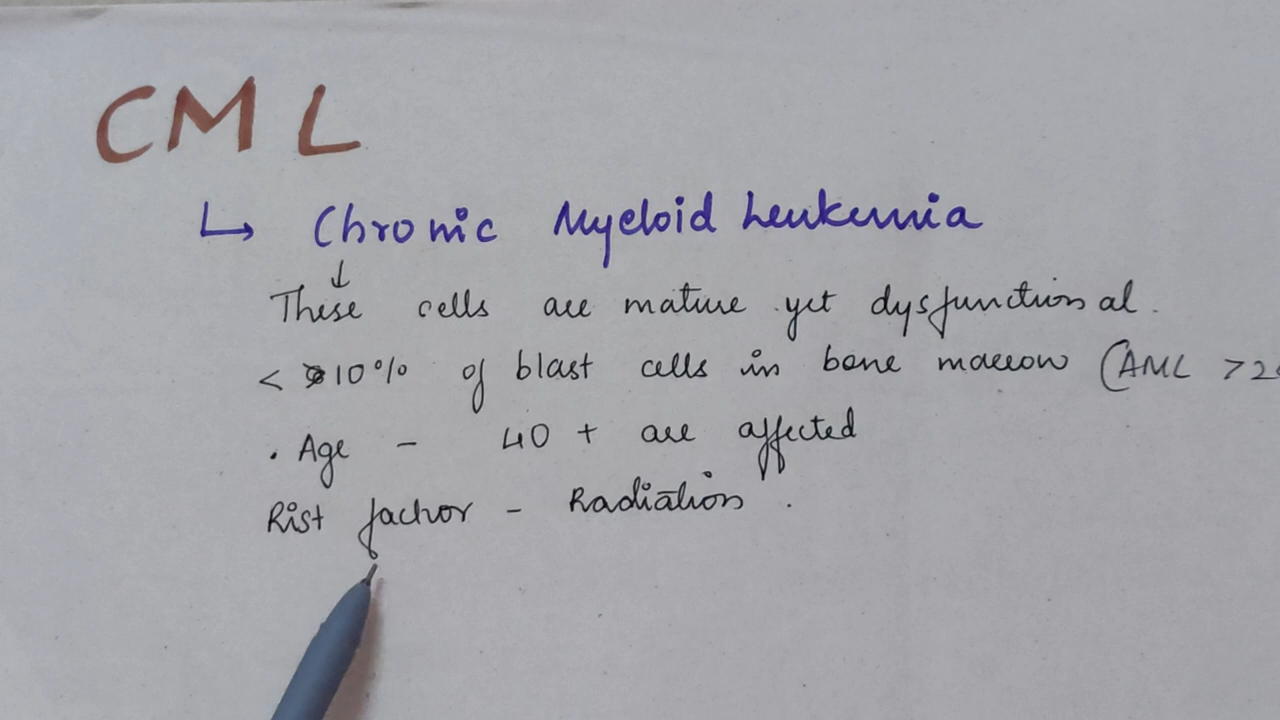 CML
↳ Chronic Myeloid Leukemia
↓
These cells are mature yet dysfunctional.
< 10% of blast cells in bone marrow (AML >2
. Age - 40 + are affected
Rist factor - Radiation .